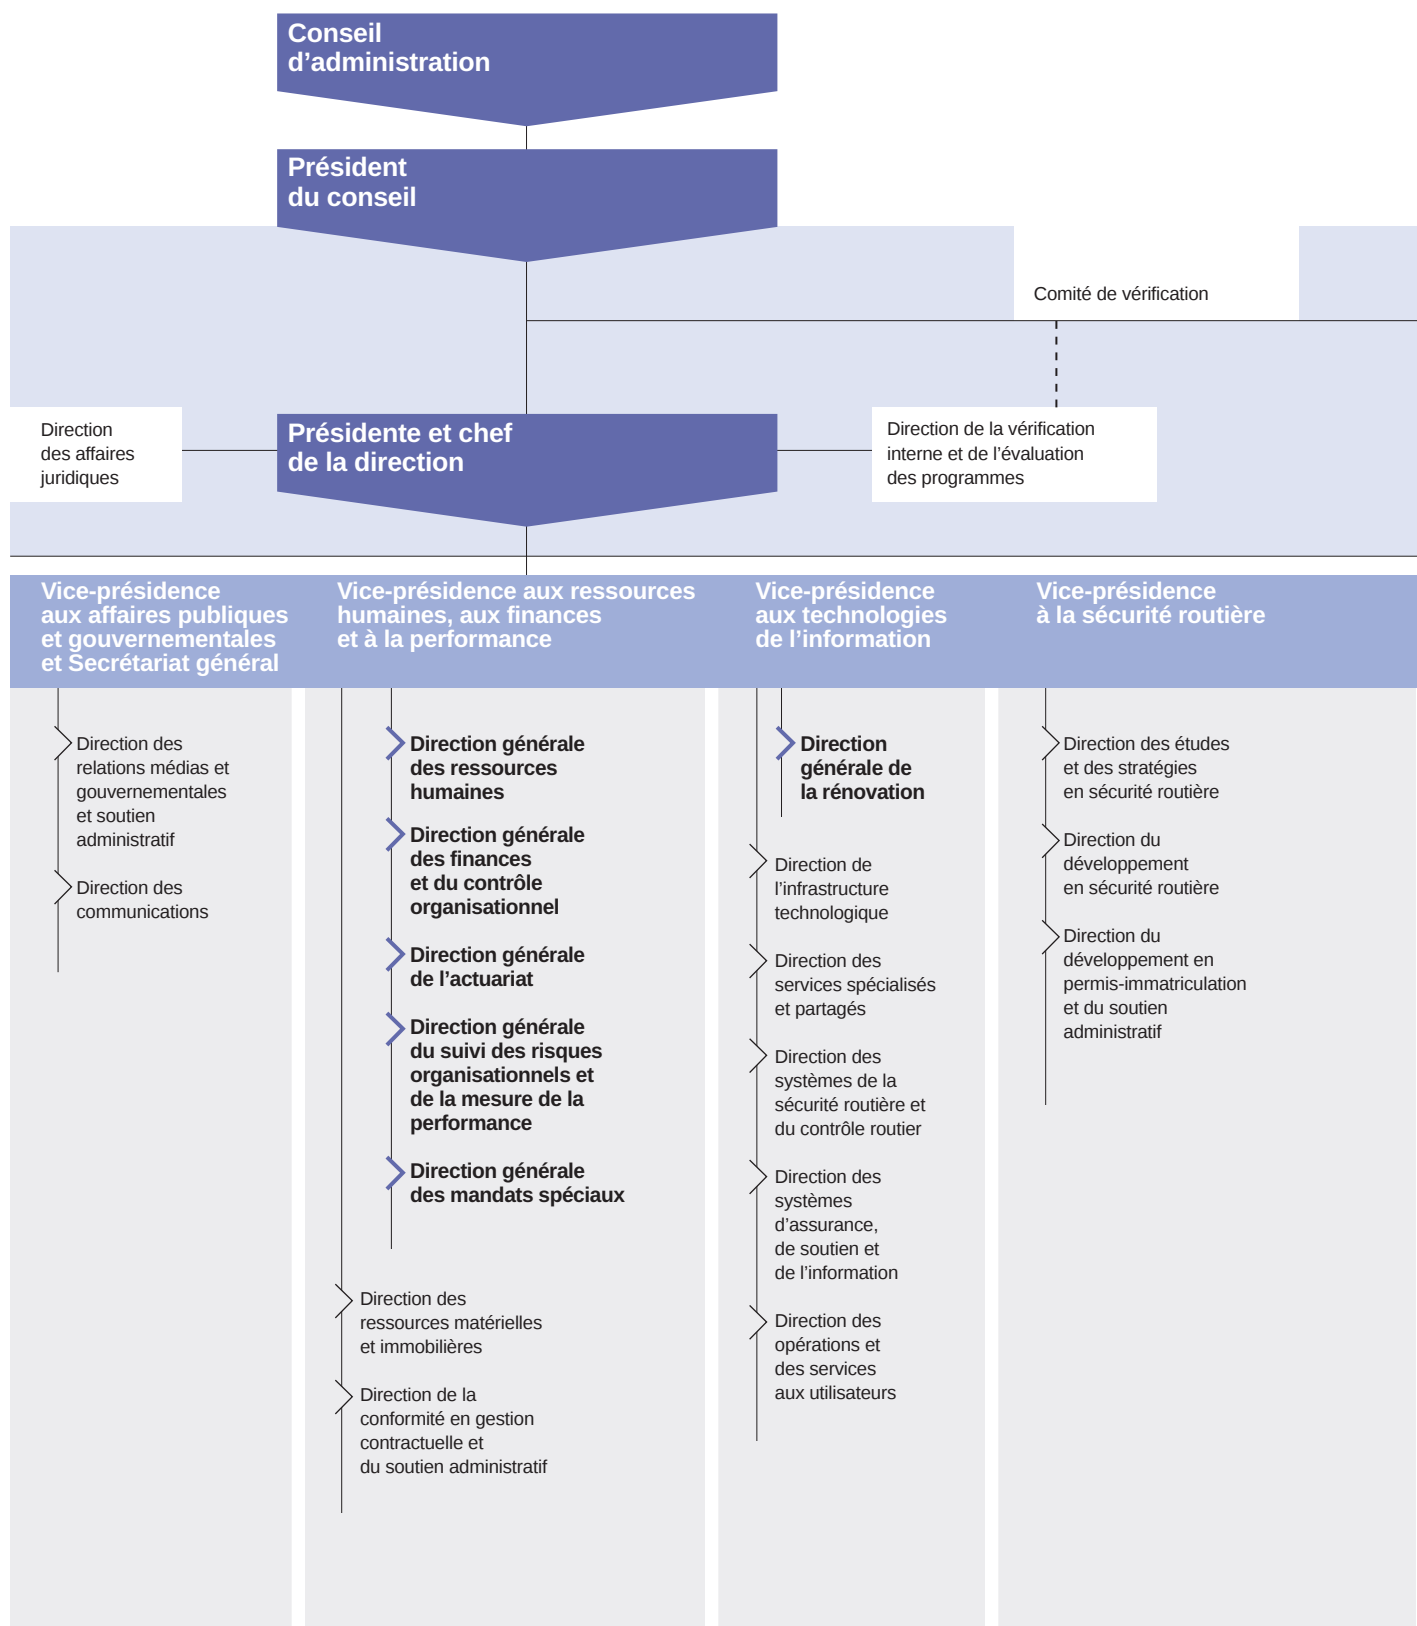 Conseil
d’administration
Président
du conseil
Comité de vérification
Direction
des affaires
juridiques
Présidente et chef
de la direction
Direction de la vérification
interne et de l’évaluation
des programmes
Vice-présidence
aux affaires publiques
et gouvernementales
et Secrétariat général
Direction des
relations médias et
gouvernementales
et soutien
administratif
Direction des
communications
Vice-présidence aux ressources
humaines, aux finances
et à la performance
Direction générale
des ressources
humaines
Direction générale
des finances
et du contrôle
organisationnel
Direction générale
de l’actuariat
Direction générale
du suivi des risques
organisationnels et
de la mesure de la
performance
Direction générale
des mandats spéciaux
Direction des
ressources matérielles
et immobilières
Direction de la
conformité en gestion
contractuelle et
du soutien administratif
Vice-présidence
aux technologies
de l’information
Direction
générale de
la rénovation
Direction de
l’infrastructure
technologique
Direction des
services spécialisés
et partagés
Direction des
systèmes de la
sécurité routière et
du contrôle routier
Direction des
systèmes
d’assurance,
de soutien et
de l’information
Direction des
opérations et
des services
aux utilisateurs
Vice-présidence
à la sécurité routière
Direction des études
et des stratégies
en sécurité routière
Direction du
développement
en sécurité routière
Direction du
développement en
permis-immatriculation
et du soutien
administratif